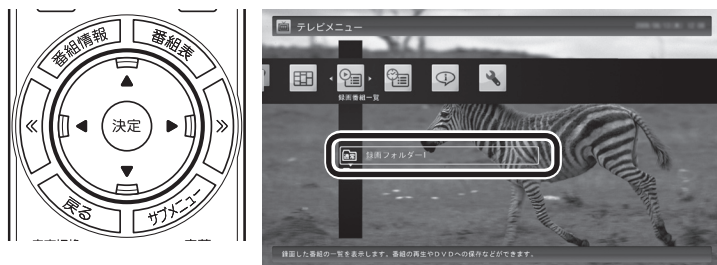 番組情報
番組表
決定
戻る
サブメニュー
テレビメニュー
録画番組一覧
通常 録画フォルダー1
録画した番組の一覧を表示します。番組の再生やDVDへの保存などができます。